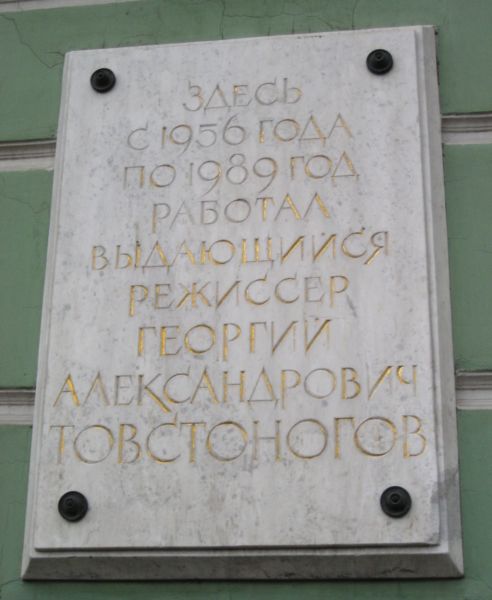 ЗДЕСЬ
С 1956 ГОДА
ПО 1989 ГОД
РАБОТАЛ
ВЫДАЮЩИЙСЯ
РЕЖИССЕР
ГЕОРГИЙ
АЛЕКСАНДРОВИЧ
ТОВСТОНОГОВ